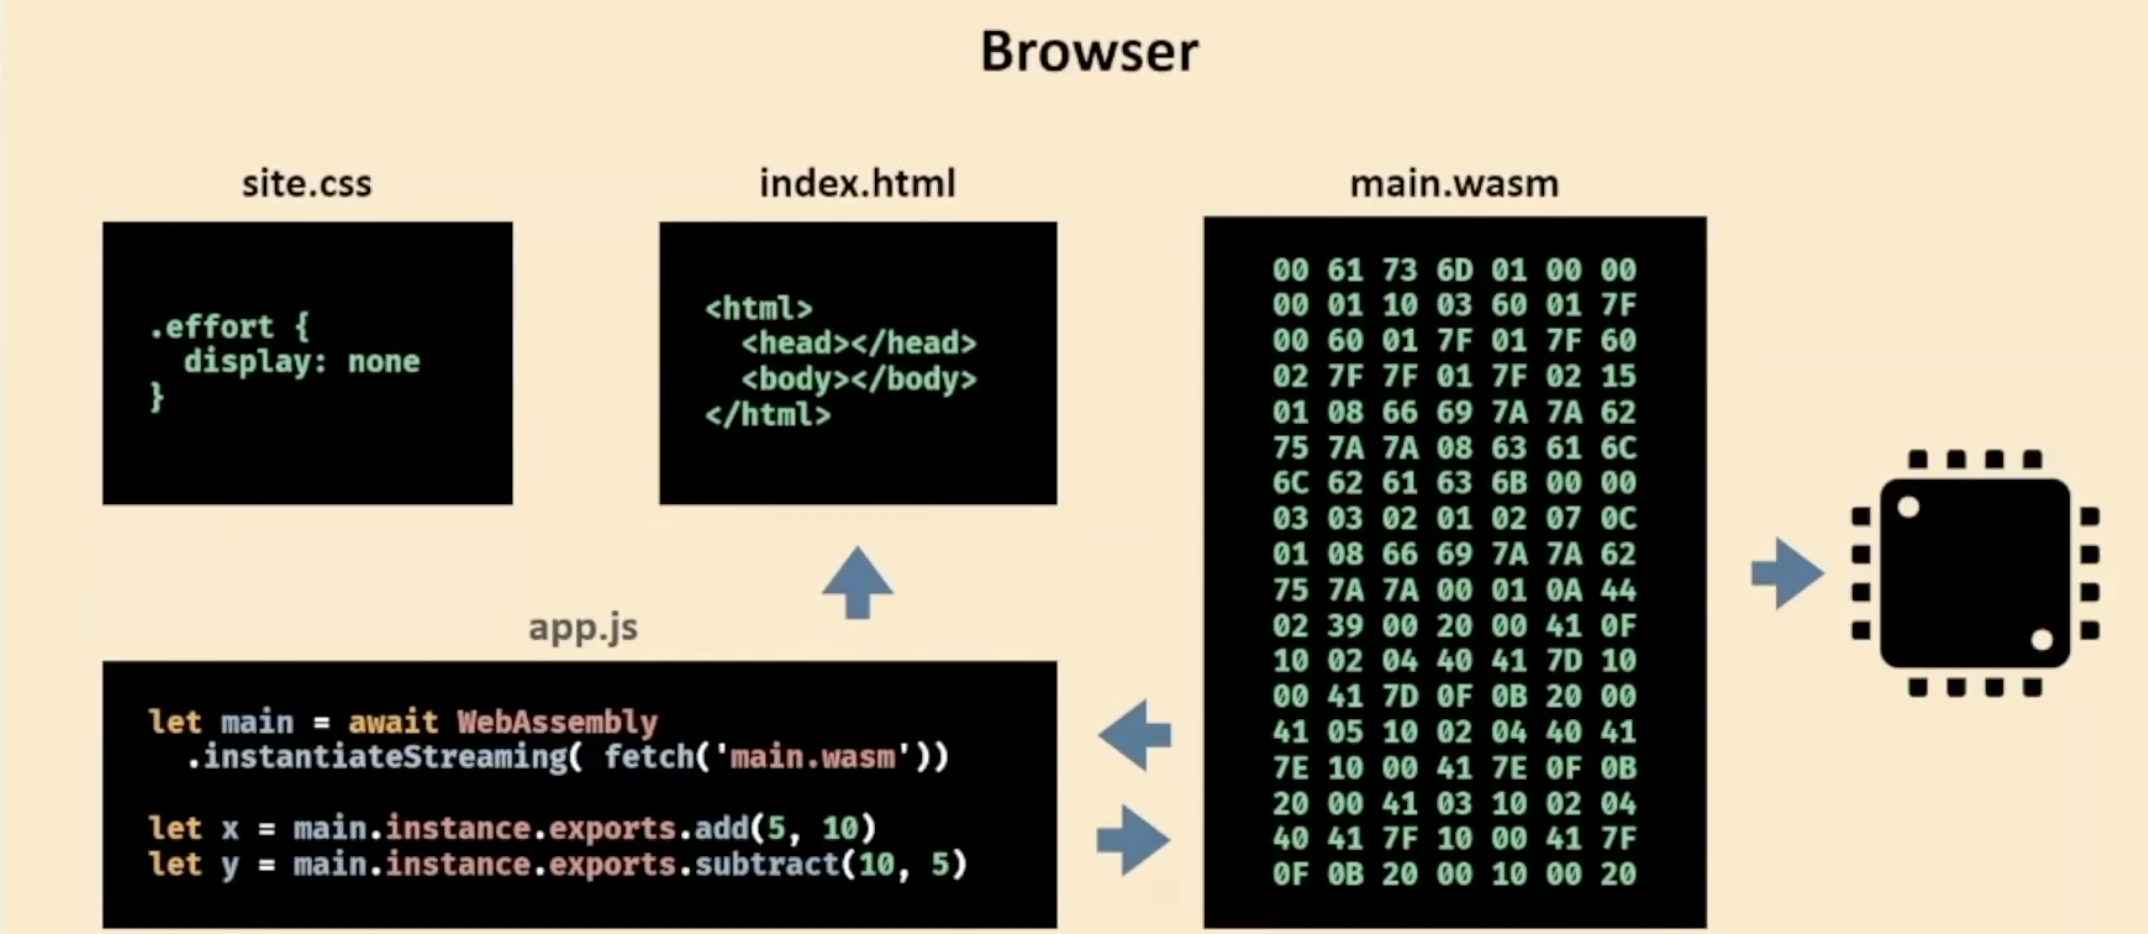 Browser
site.css
.effort {
  display: none
}
index.html
<html>
  <head></head>
  <body></body>
</html>
app.js
let main = await WebAssembly
  .instantiateStreaming( fetch('main.wasm'))
let x = main.instance.exports.add(5, 10)
let y = main.instance.exports.subtract(10, 5)
main.wasm
00 61 73 6D 01 00 00
00 01 10 03 60 01 7F
00 60 01 7F 01 7F 60
02 7F 7F 01 7F 02 15
01 08 66 69 7A 7A 62
75 7A 7A 08 63 61 6C
6C 62 61 63 6B 00 00
03 03 02 01 02 07 0C
01 08 66 69 7A 7A 62
75 7A 7A 00 01 0A 44
02 39 00 20 00 41 0F
10 02 04 40 41 7D 10
00 41 7D 0F 0B 20 00
41 05 10 02 04 40 41
7E 10 00 41 7E 0F 0B
20 00 41 03 10 02 04
40 41 7F 10 00 41 7F
0F 0B 20 00 10 00 20